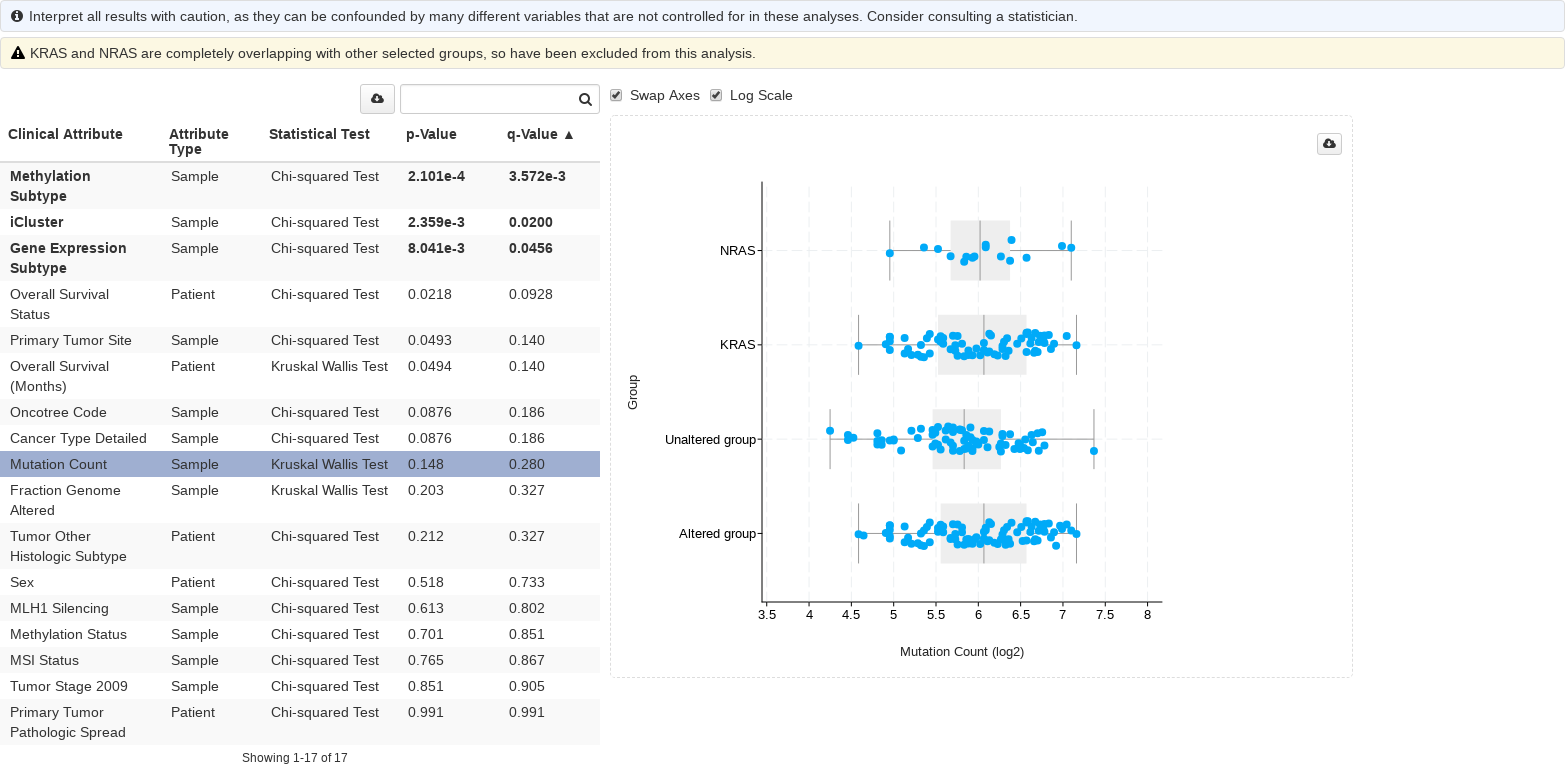 Interpret all results with caution, as they can be confounded by many different variables that are not controlled for in these analyses. Consider consulting a statistician.
KRAS and NRAS are completely overlapping with other selected groups, so have been excluded from this analysis.
Clinical Attribute Attribute Type Statistical Test p-Value q-Value ▲
Methylation Subtype Sample Chi-squared Test 2.101e-4 3.572e-3
iCluster Sample Chi-squared Test 2.359e-3 0.0200
Gene Expression Subtype Sample Chi-squared Test 8.041e-3 0.0456
Overall Survival Status Patient Chi-squared Test 0.0218 0.0928
Primary Tumor Site Sample Chi-squared Test 0.0493 0.140
Overall Survival (Months) Patient Kruskal Wallis Test 0.0494 0.140
Oncotree Code Sample Chi-squared Test 0.0876 0.186
Cancer Type Detailed Sample Chi-squared Test 0.0876 0.186
Mutation Count Sample Kruskal Wallis Test 0.148 0.280
Fraction Genome Altered Sample Kruskal Wallis Test 0.203 0.327
Tumor Other Histologic Subtype Patient Chi-squared Test 0.212 0.327
Sex Patient Chi-squared Test 0.518 0.733
MLH1 Silencing Sample Chi-squared Test 0.613 0.802
Methylation Status Sample Chi-squared Test 0.701 0.851
MSI Status Sample Chi-squared Test 0.765 0.867
Tumor Stage 2009 Sample Chi-squared Test 0.851 0.905
Primary Tumor Pathologic Spread Patient Chi-squared Test 0.991 0.991
Showing 1-17 of 17
Swap Axes Log Scale
NRAS
KRAS
Group
Unaltered group
Altered group
3.5 4 4.5 5 5.5 6 6.5 7 7.5 8
Mutation Count (log2)